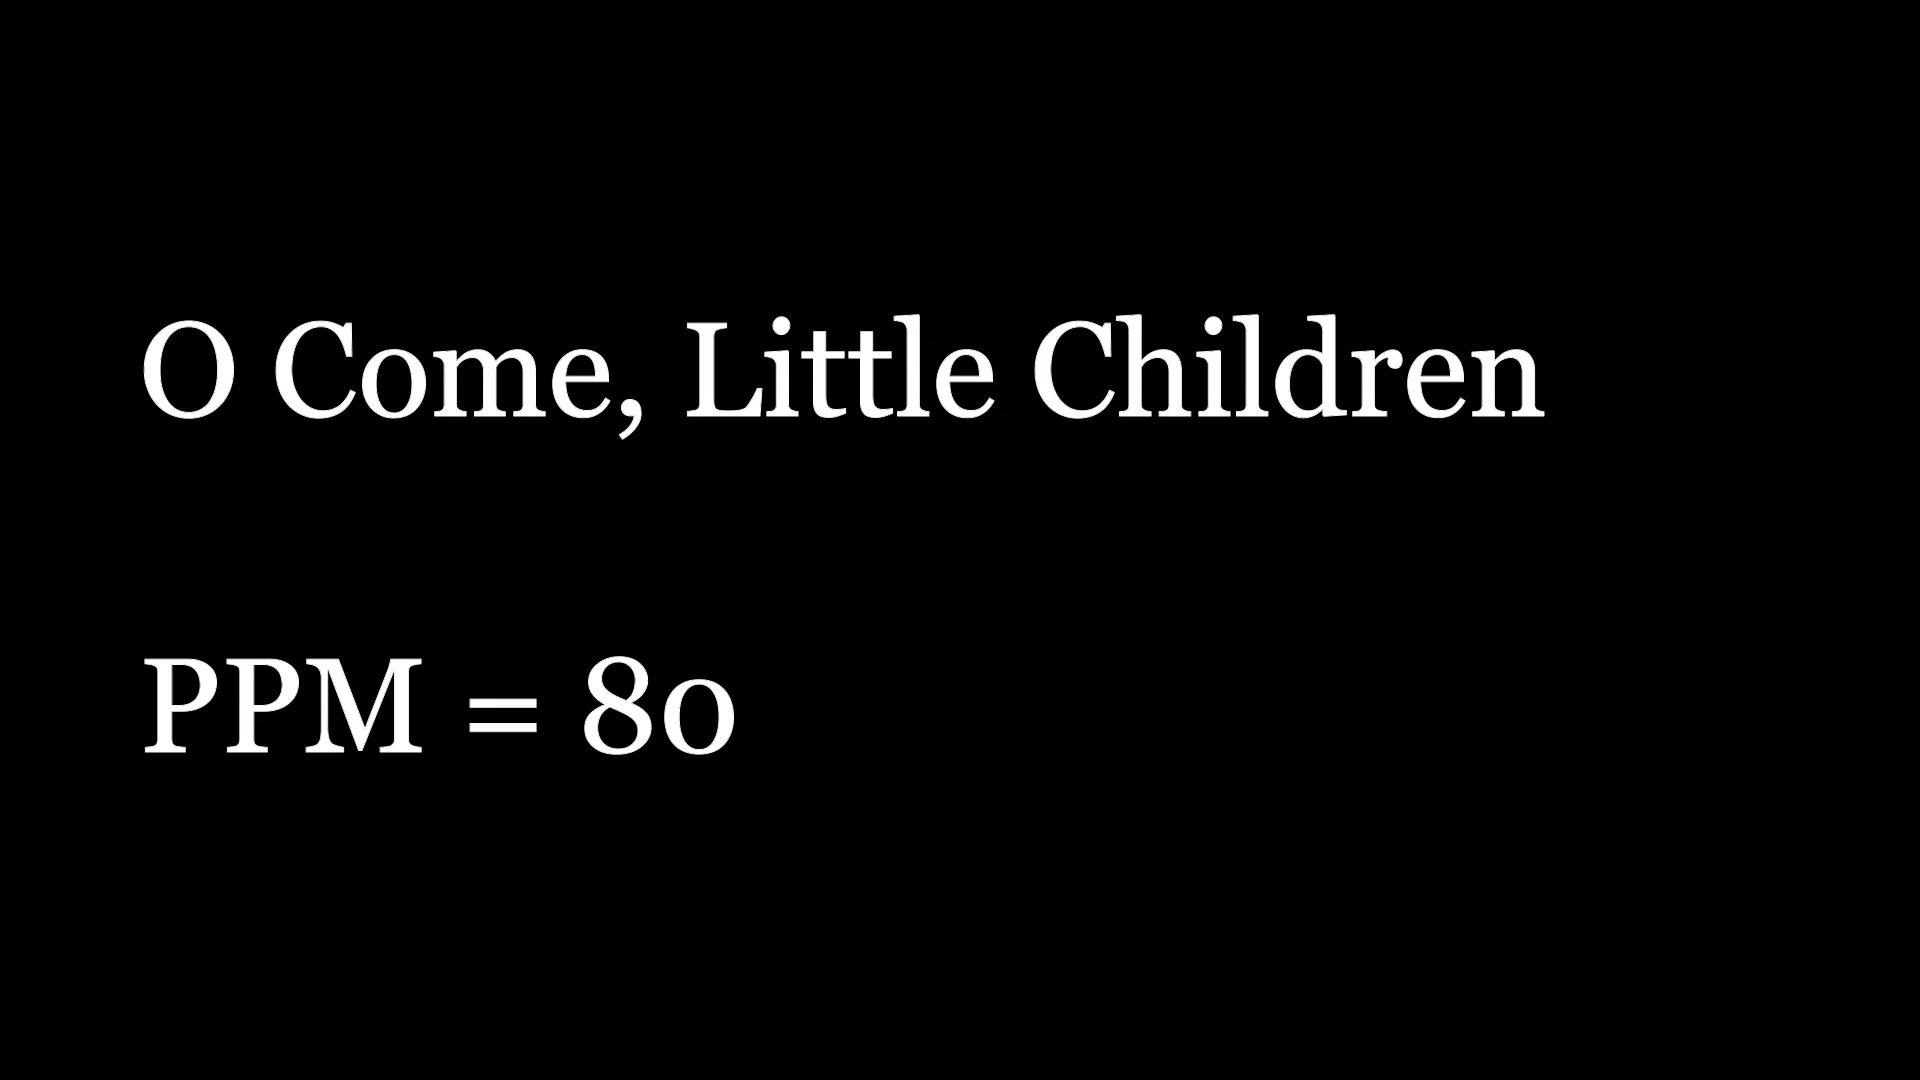 O Come, Little Children
PPM = 80